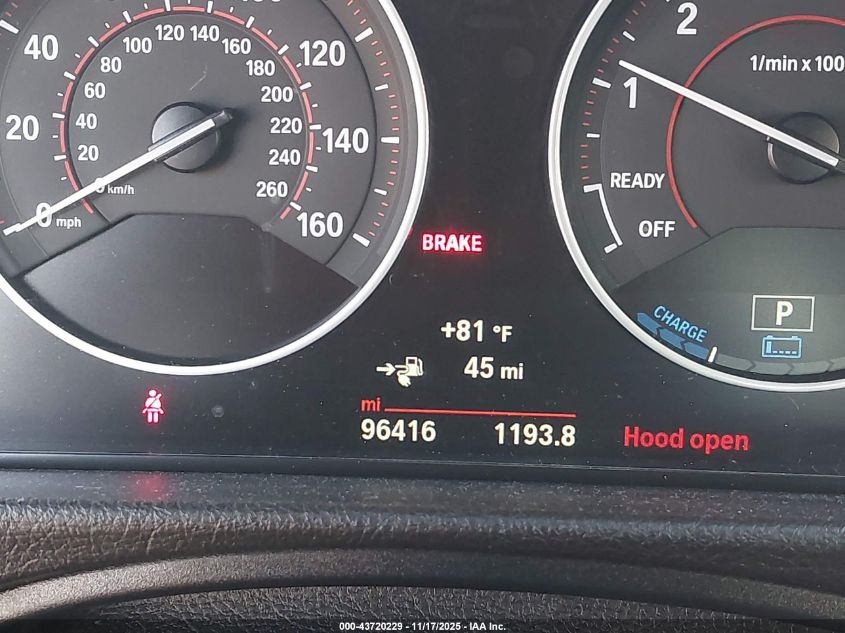 20
40
120
140
160
0 mph
20
40
60
80
100
120
140
160
180
200
220
240
260
km/h
BRAKE
+81 °F
45 mi
mi
96416 1193.8
Hood open
1
2
1/min x 100
READY
OFF
CHARGE
P
000-43720229 - 11/17/2025 - IAA Inc.